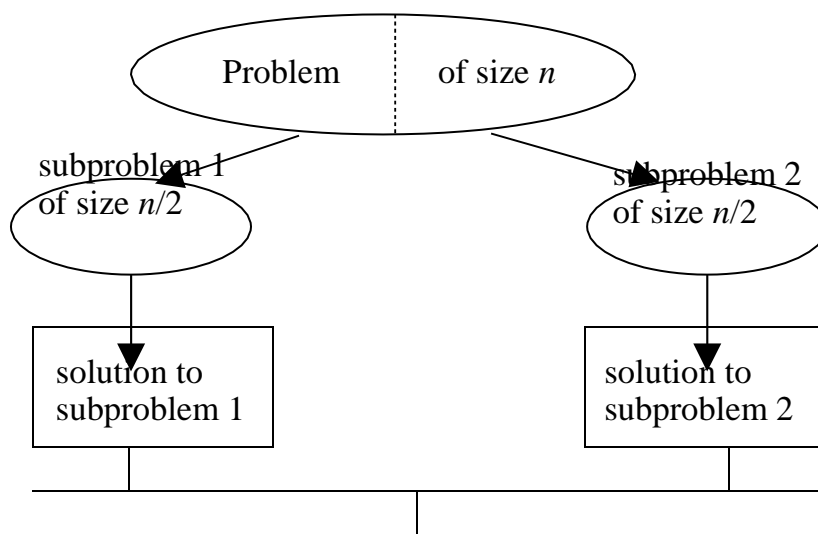 Problem of size n
subproblem 1
of size n/2
subproblem 2
of size n/2
solution to
subproblem 1
solution to
subproblem 2